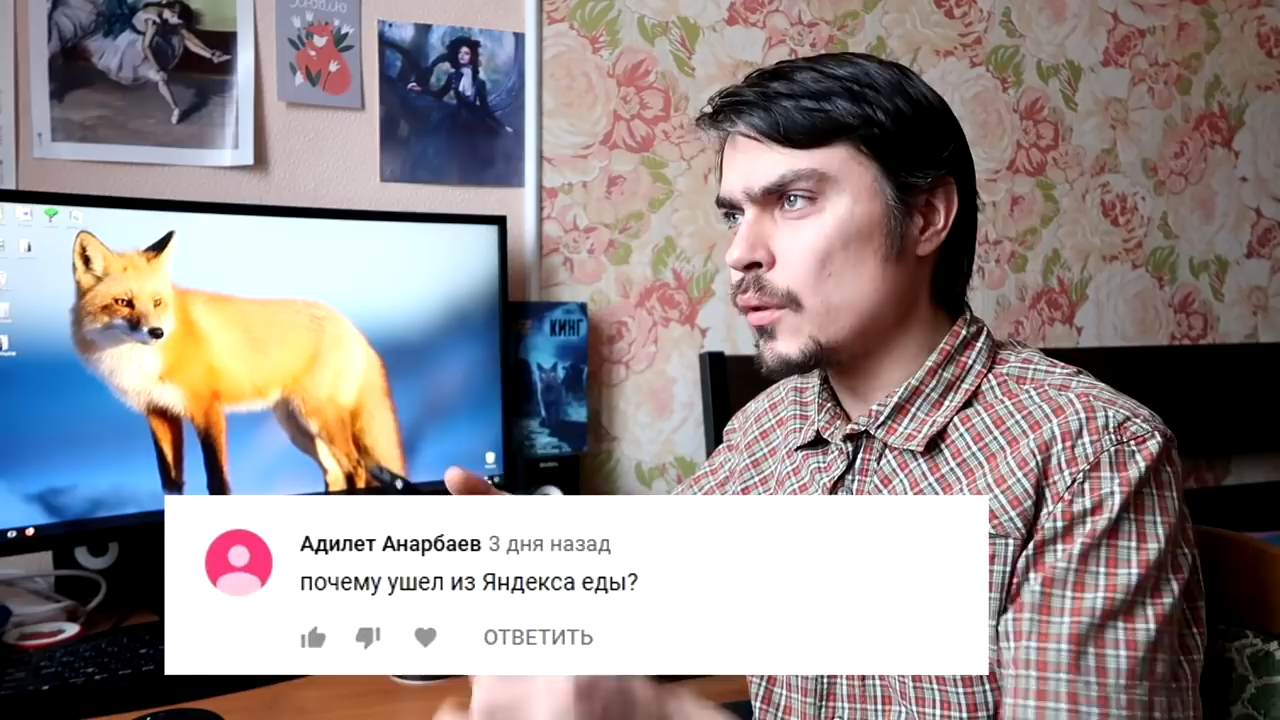 КИНГ
Адилет Анарбаев 3 дня назад
почему ушел из Яндекса еды?
ОТВЕТИТЬ